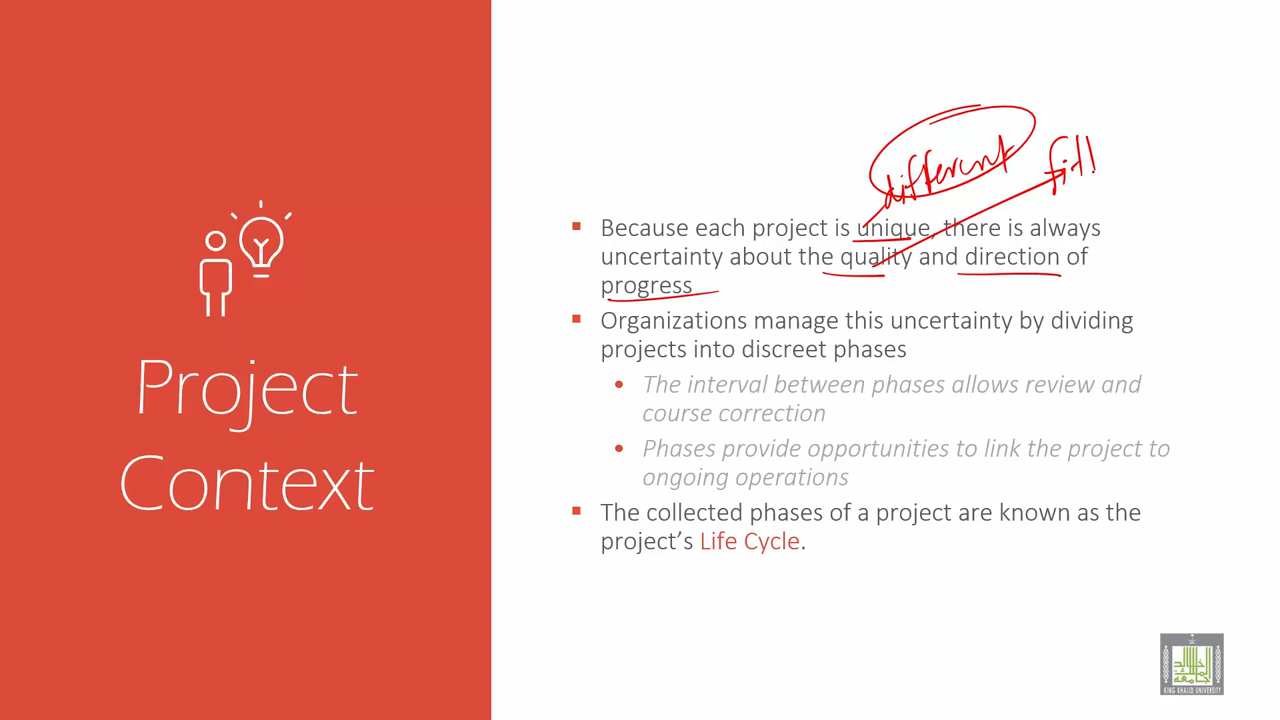 different
Because each project is unique, there is always
uncertainty about the quality and direction of
progress
Organizations manage this uncertainty by dividing
projects into discreet phases
The interval between phases allows review and
course correction
Phases provide opportunities to link the project to
ongoing operations
The collected phases of a project are known as the
project's Life Cycle.
Project
Context
KING KHALID UNIVERSITY